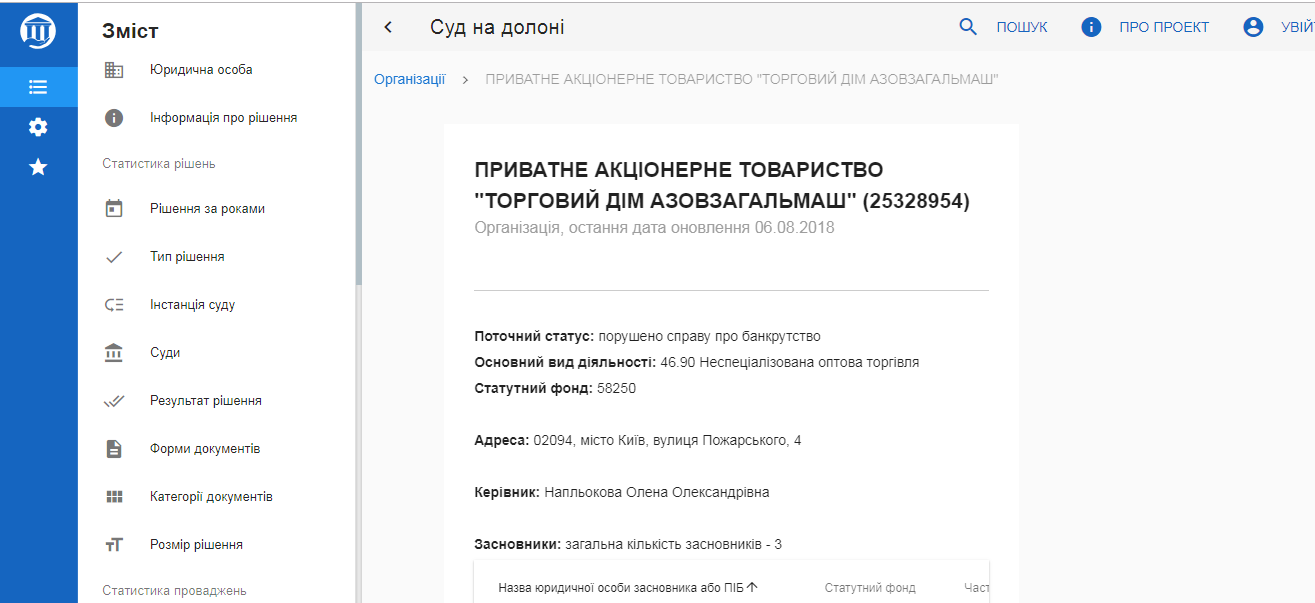 Зміст
Юридична особа
Інформація про рішення
Статистика рішень
Рішення за роками
Тип рішення
Інстанція суду
Суди
Результат рішення
Форми документів
Категорії документів
Розмір рішення
Статистика проваджень
Суд на долоні
ПОШУК
ПРО ПРОЕКТ
Організації > ПРИВАТНЕ АКЦІОНЕРНЕ ТОВАРИСТВО "ТОРГОВИЙ ДІМ АЗОВЗАГАЛЬМАШ"
ПРИВАТНЕ АКЦІОНЕРНЕ ТОВАРИСТВО
"ТОРГОВИЙ ДІМ АЗОВЗАГАЛЬМАШ" (25328954)
Організація, остання дата оновлення 06.08.2018
Поточний статус: порушено справу про банкрутство
Основний вид діяльності: 46.90 Неспеціалізована оптова торгівля
Статутний фонд: 58250
Адреса: 02094, місто Київ, вулиця Пожарського, 4
Керівник: Напльокова Олена Олександрівна
Засновники: загальна кількість засновників - 3
Назва юридичної особи засновника або ПІБ
Статутний фонд